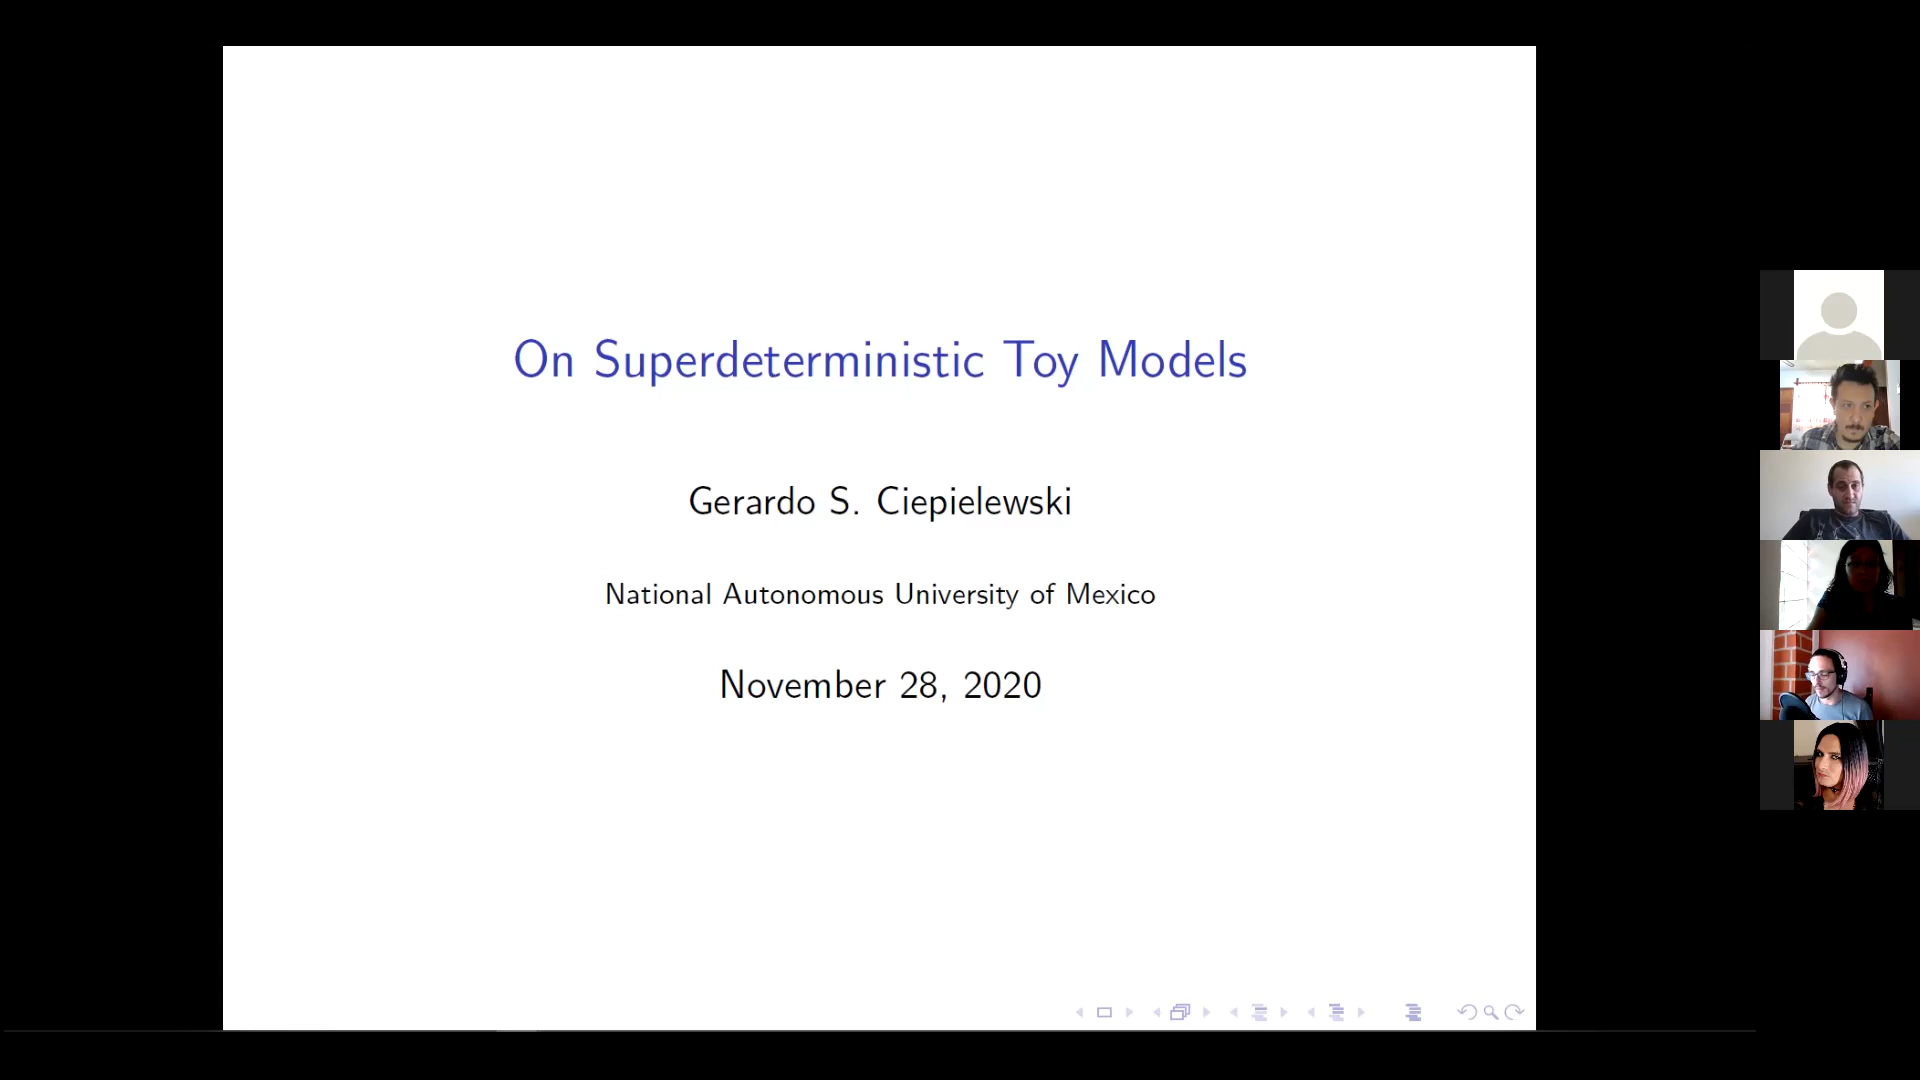 On Superdeterministic Toy Models
Gerardo S. Ciepielewski
National Autonomous University of Mexico
November 28, 2020